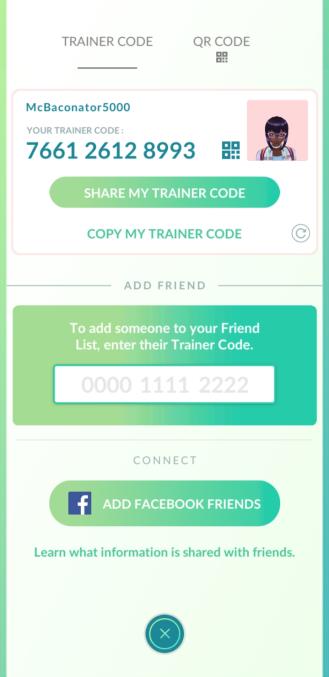 TRAINER CODE
QR CODE
McBaconator5000
YOUR TRAINER CODE :
7661 2612 8993
SHARE MY TRAINER CODE
COPY MY TRAINER CODE
ADD FRIEND
To add someone to your Friend
List, enter their Trainer Code.
0000 1111 2222
CONNECT
ADD FACEBOOK FRIENDS
Learn what information is shared with friends.